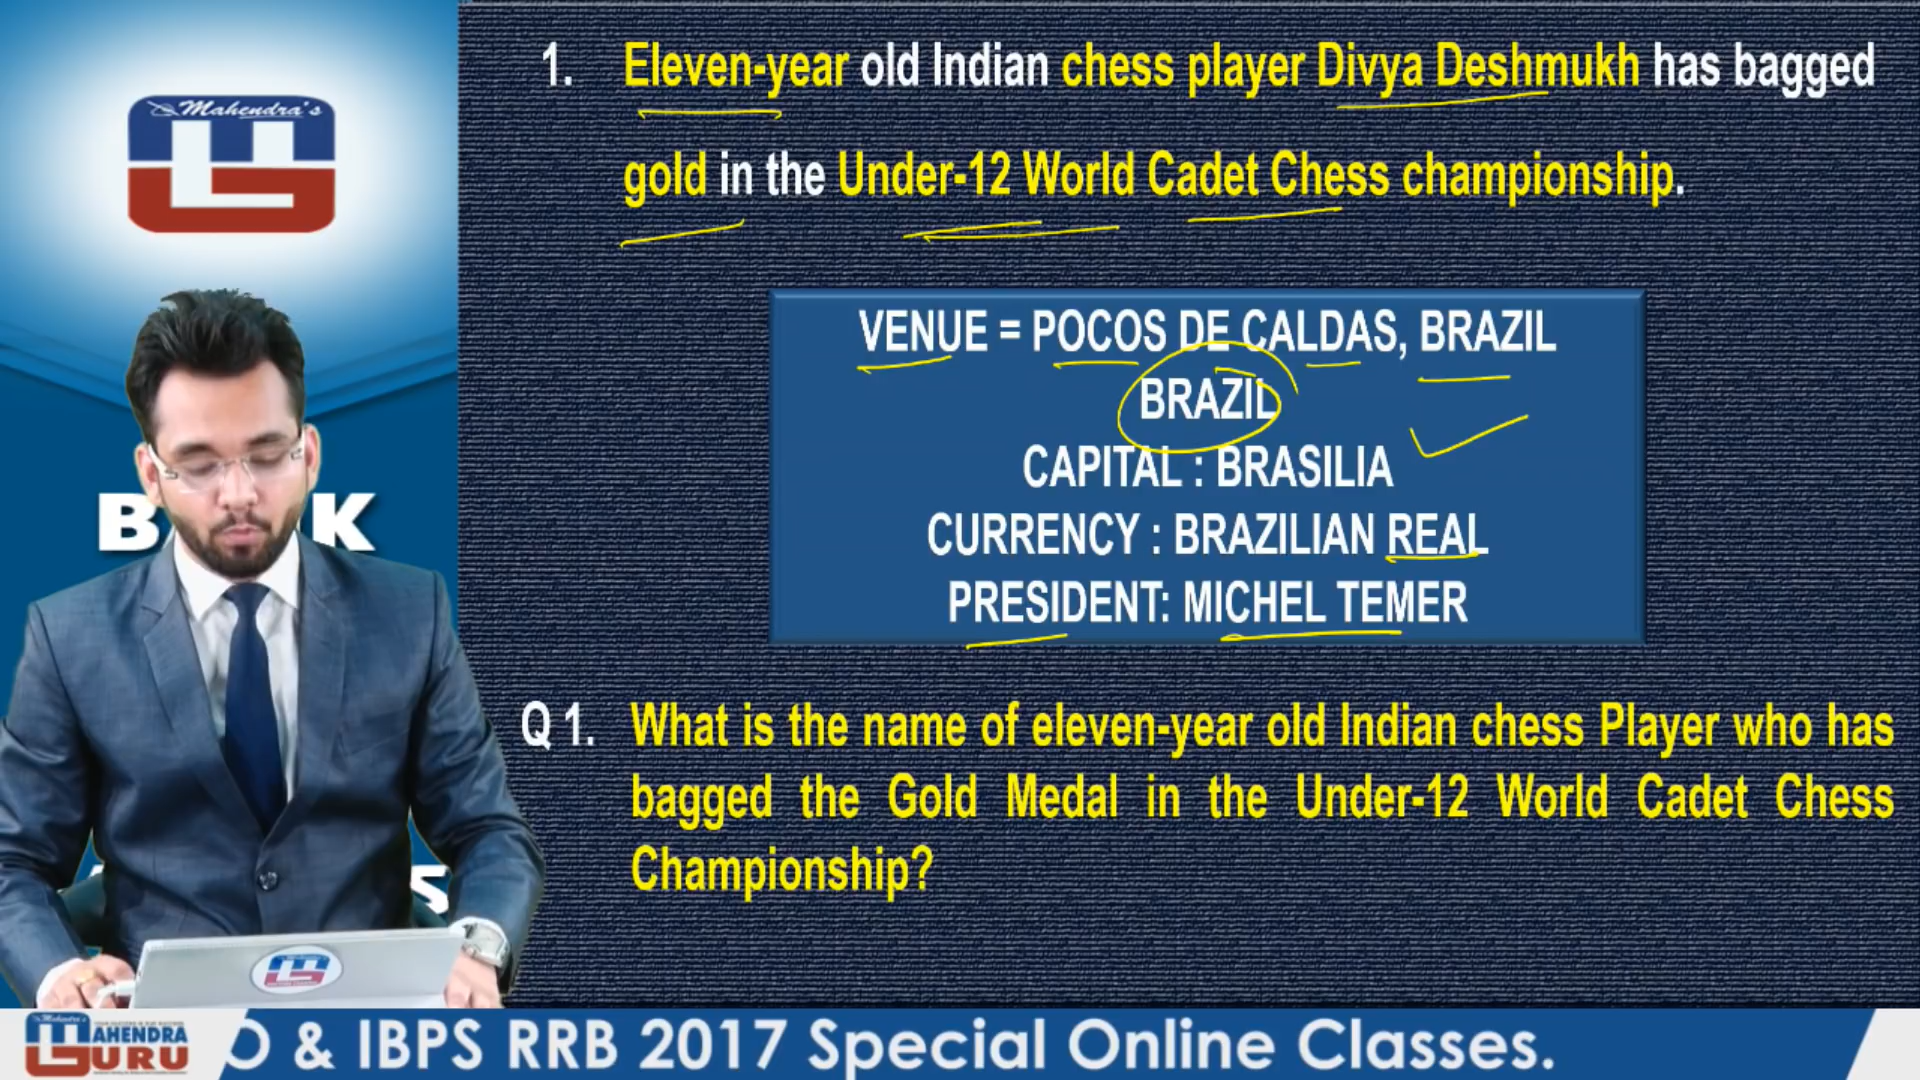 Mahendra's
1. Eleven-year old Indian chess player Divya Deshmukh has bagged
gold in the Under-12 World Cadet Chess championship.
VENUE = POCOS DE CALDAS, BRAZIL
BRAZIL
CAPITAL : BRASILIA
CURRENCY : BRAZILIAN REAL
PRESIDENT: MICHEL TEMER
Q 1. What is the name of eleven-year old Indian chess Player who has
bagged the Gold Medal in the Under-12 World Cadet Chess
Championship?
B K
S
Mahendra's
MAHENDRA
GURU
O & IBPS RRB 2017 Special Online Classes.